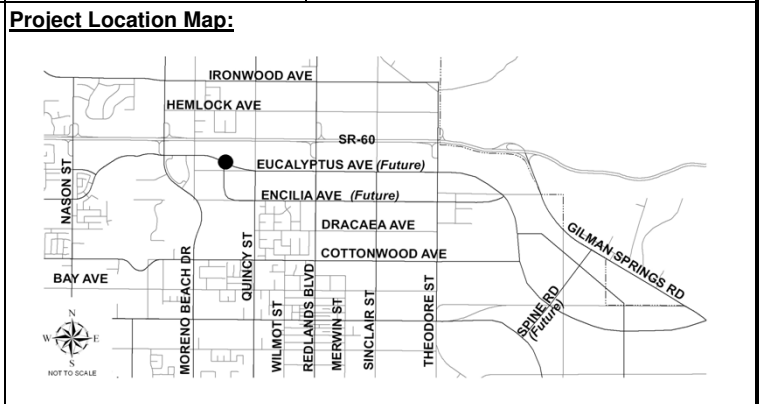 Project Location Map:
IRONWOOD AVE
HEMLOCK AVE
SR-60
EUCALYPTUS AVE (Future)
ENCILIA AVE (Future)
NASON ST
DRACAEA AVE
COTTONWOOD AVE
GILMAN SPRINGS RD
BAY AVE
MORENO BEACH DR
QUINCY ST
WILMOT ST
REDLANDS BLVD
MERWIN ST
SINCLAIR ST
THEODORE ST
SPINE RD
(Future)
N
W E
S
NOT TO SCALE